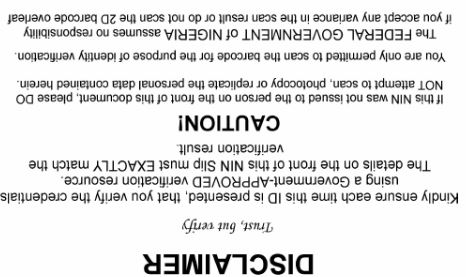 DISCLAIMER
Trust, but verify
Kindly ensure each time this ID is presented, that you verify the credentials
using a Government-APPROVED verification resource.
The details on the front of this NIN Slip must EXACTLY match the
verification result.
CAUTION!
If this NIN was not issued to the person on the front of this document, please DO
NOT attempt to scan, photocopy or replicate the personal data contained herein.
You are only permitted to scan the barcode for the purpose of identity verification.
The FEDERAL GOVERNMENT of NIGERIA assumes no responsibility
if you accept any variance in the scan result or do not scan the 2D barcode overleaf